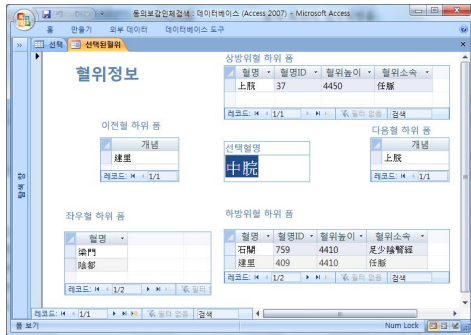 동의보감인체검색 : 데이터베이스 (Access 2007) - Microsoft Access
홈 만들기 외부 데이터 데이터베이스 도구
선택 선택된혈위
혈위정보
상방위혈 하위 폼
혈명 혈명ID 혈위높이 혈위소속
上脘 37 4450 任脈
레코드: 1/1 필터 없음 검색
이전혈 하위 폼
개념
建里
레코드: 1/1
선택혈명
中脘
다음혈 하위 폼
개념
上脘
레코드: 1/1
좌우혈 하위 폼
혈명
梁門
陰都
레코드: 1/2 필터
하방위혈 하위 폼
혈명 혈명ID 혈위높이 혈위소속
石關 759 4410 足少陰腎經
建里 409 4410 任脈
레코드: 1/2 필터 없음 검색
탐색 창
레코드: 1/1 필터 없음 검색
폼 보기 Num Lock